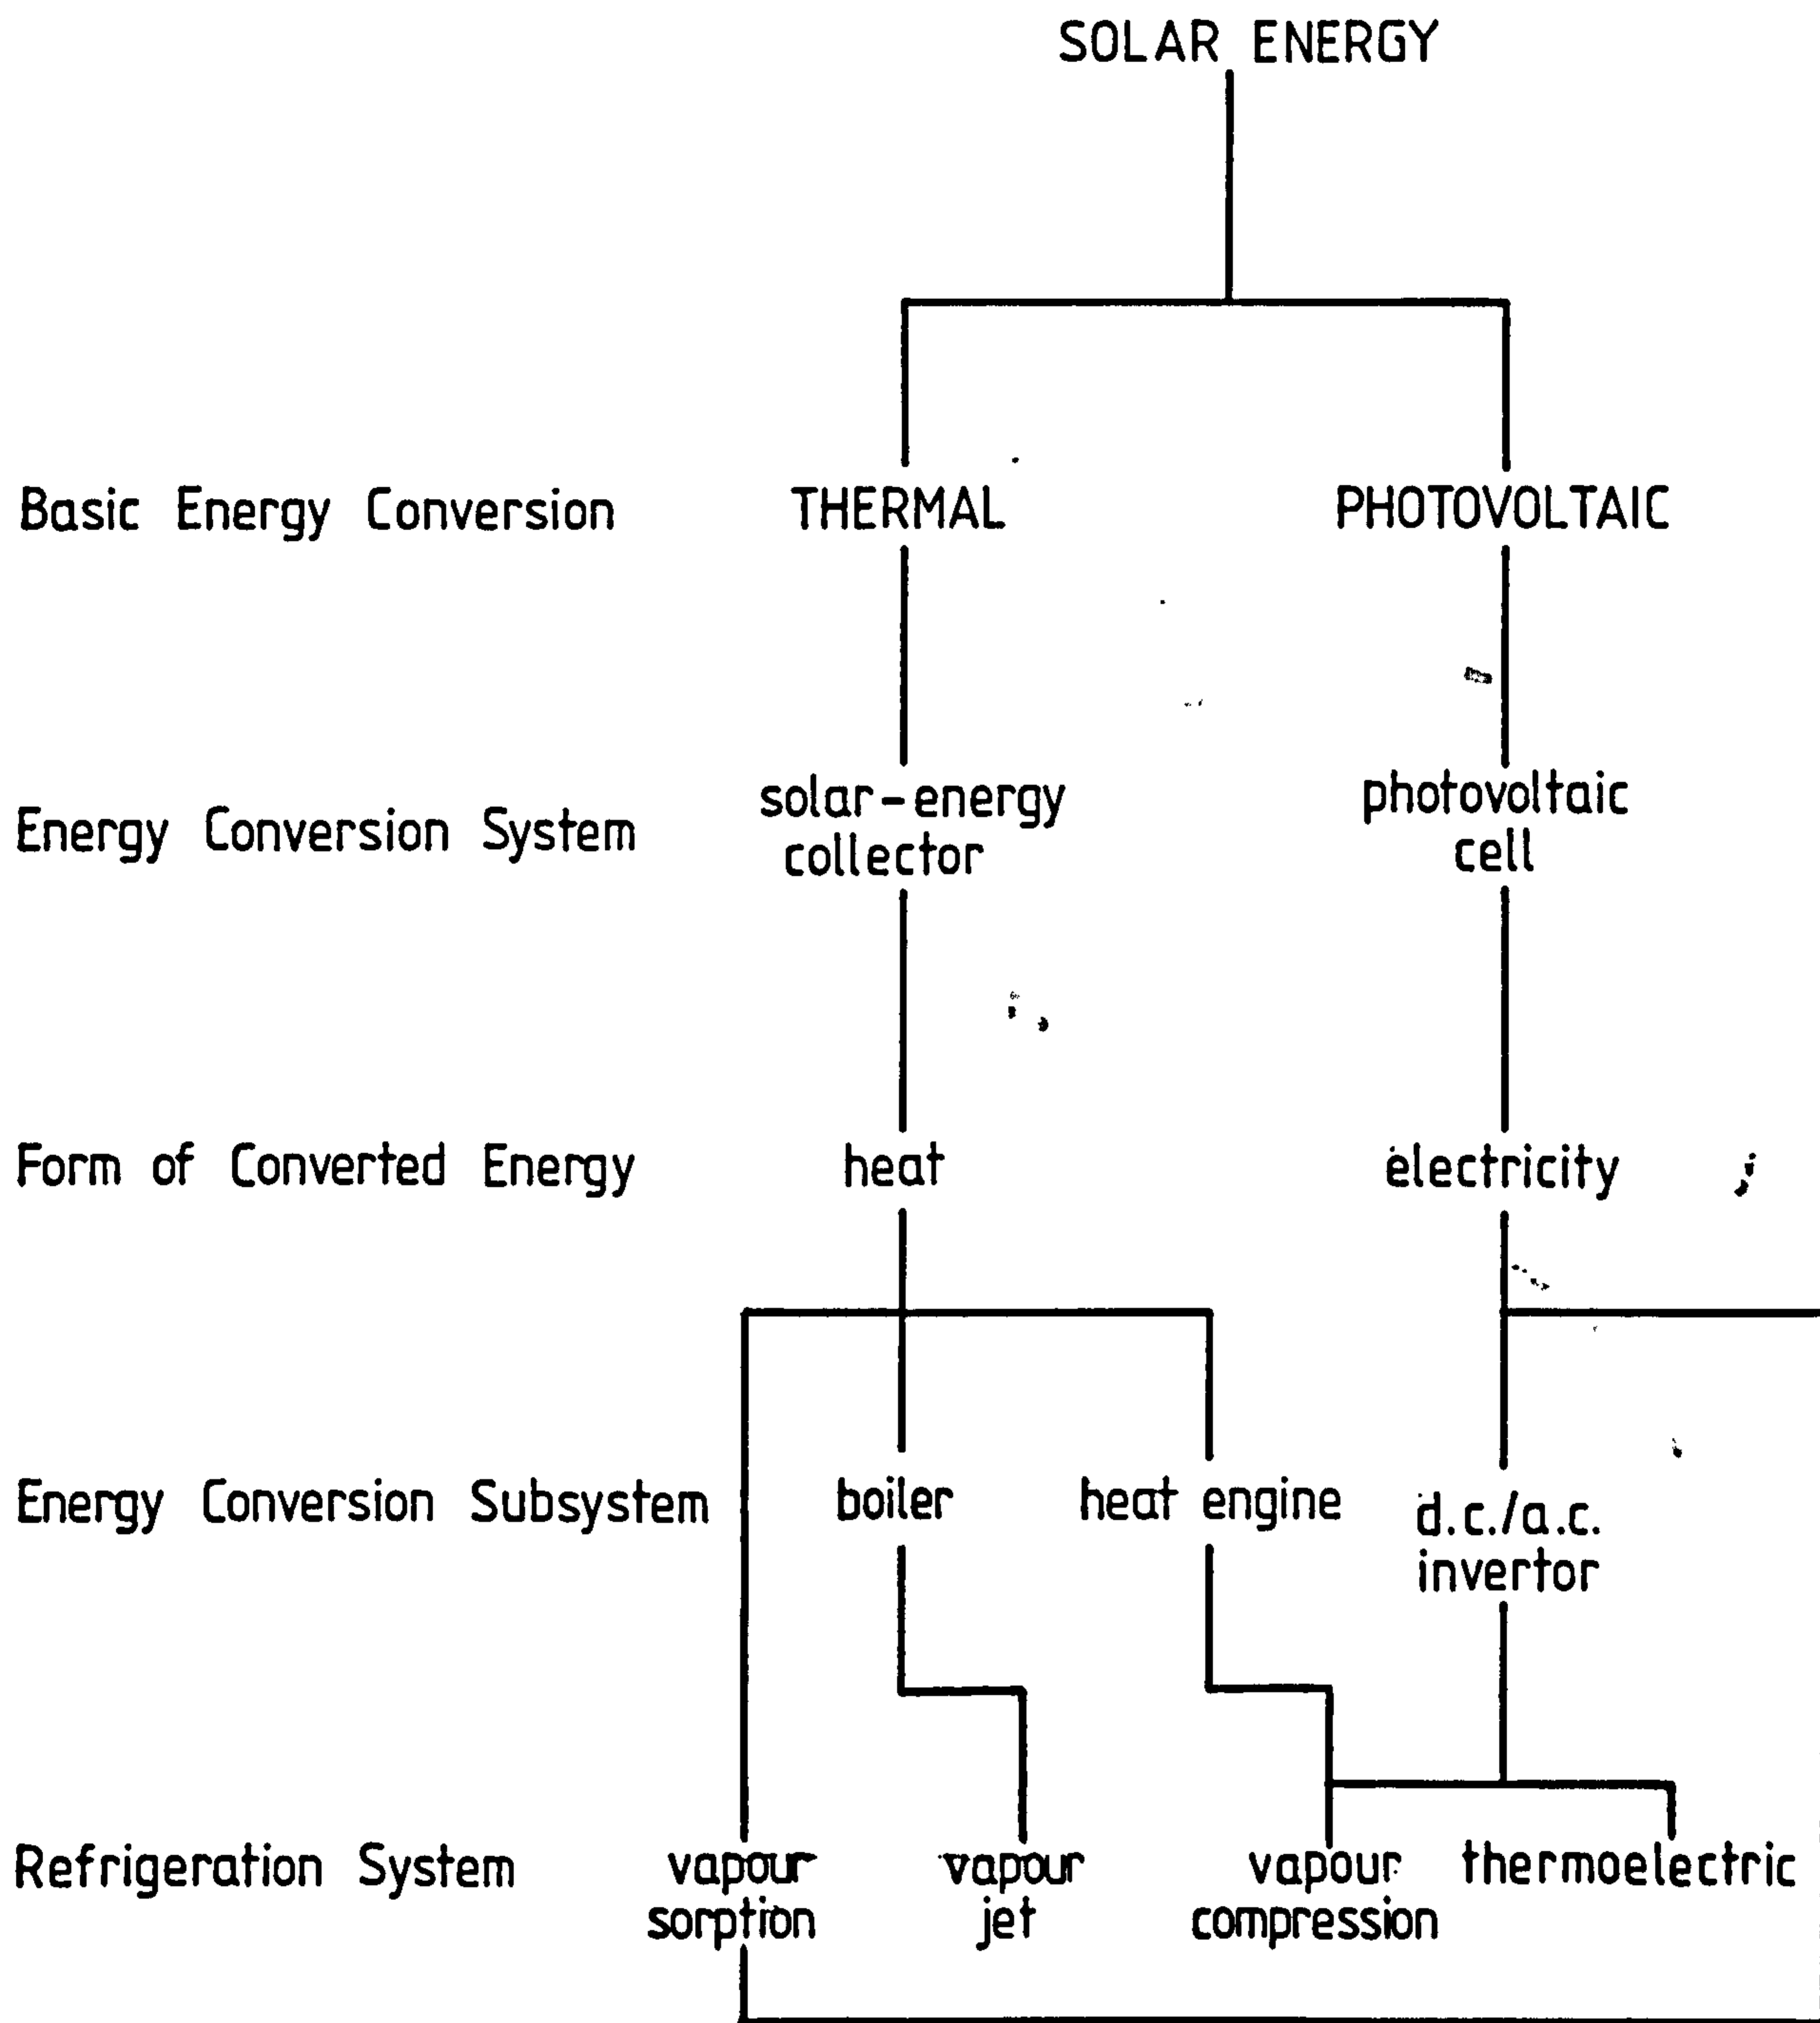 SOLAR ENERGY
Basic Energy Conversion THERMAL PHOTOVOLTAIC
Energy Conversion System solar-energy collector photovoltaic cell
Form of Converted Energy heat electricity
Energy Conversion Subsystem boiler heat engine d.c./a.c. invertor
Refrigeration System vapour sorption vapour jet vapour compression thermoelectric